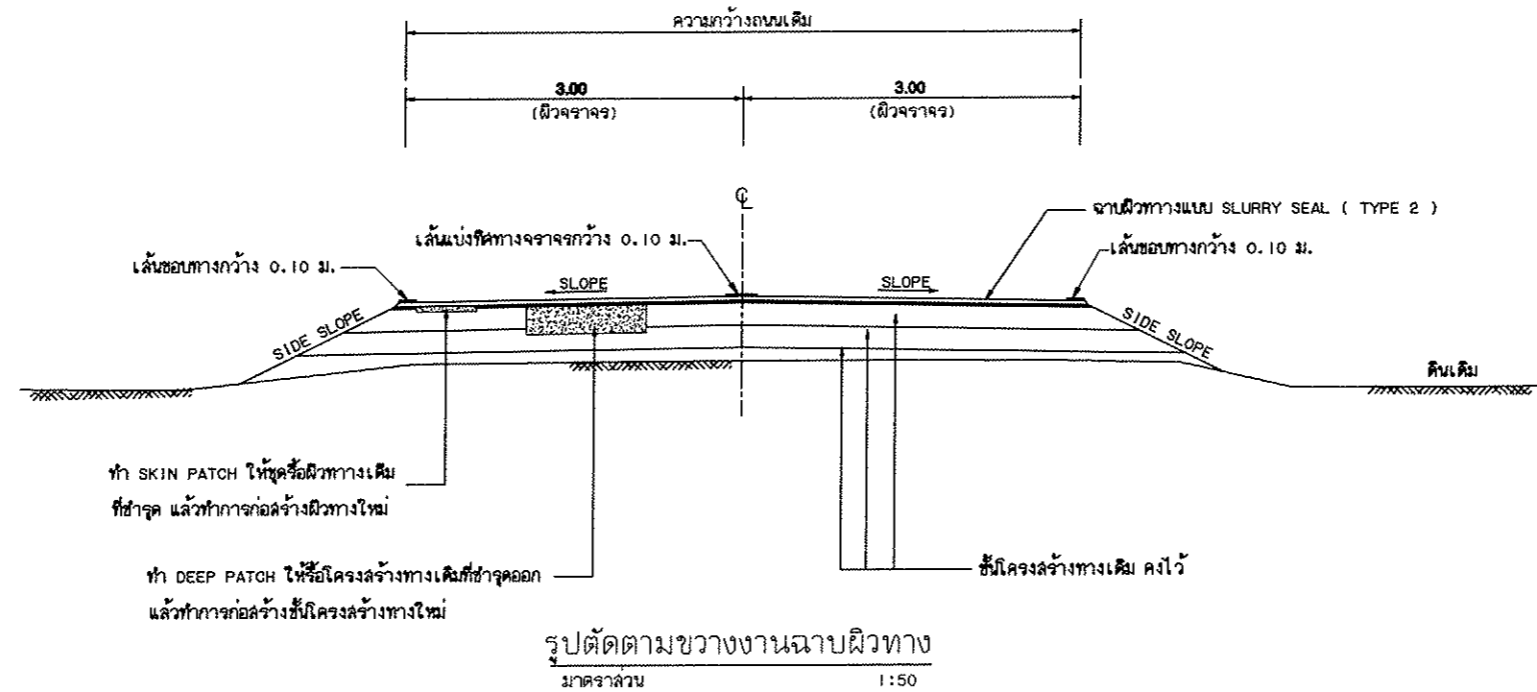 ความกว้างถนนเดิม
3.00
3.00
(ผิวจราจร)
(ผิวจราจร)
℄
ฉาบผิวทาางแบบ SLURRY SEAL ( TYPE 2 )
เส้นแบ่งทิศทางจราจรกว้าง 0.10 ม.
เส้นขอบทางกว้าง 0.10 ม.
เส้นขอบทางกว้าง 0.10 ม.
SLOPE
SLOPE
SIDE SLOPE
SIDE SLOPE
ดินเดิม
ทำ SKIN PATCH ให้ขุดรื้อผิวทาางเดิม
ที่ชำรุด แล้วทำการก่อสร้างผิวทางใหม่
ทำ DEEP PATCH ให้รื้อโครงสร้างทางเดิมที่ชำรุดออก
แล้วทำการก่อสร้างชั้นโครงสร้างทางใหม่
ชั้นโครงสร้างทางเดิม คงไว้
รูปตัดตามขวางงานฉาบผิวทาง
มาตราส่วน 1:50